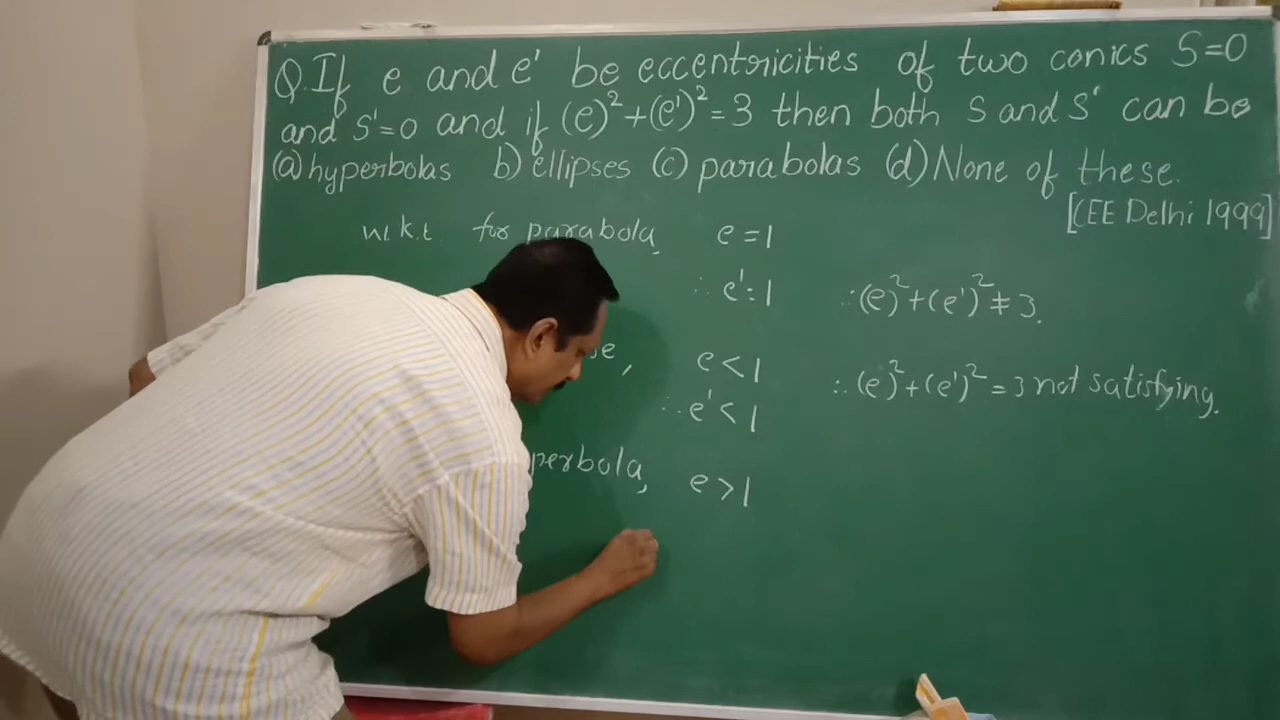 Q. If e and e' be eccentricities of two conics S=0
and S'=0 and if (e)²+(e')²=3 then both S and S' can be
(a) hyperbolas b) ellipses (c) parabolas (d) None of these.
[CEE Delhi 1999]
w.k.t for parabola, e=1
∴ e'=1 ∴(e)²+(e')²≠3.
se, e<1
∴ e'<1 ∴(e)²+(e')²=3 not satisfying.
perbola, e>1